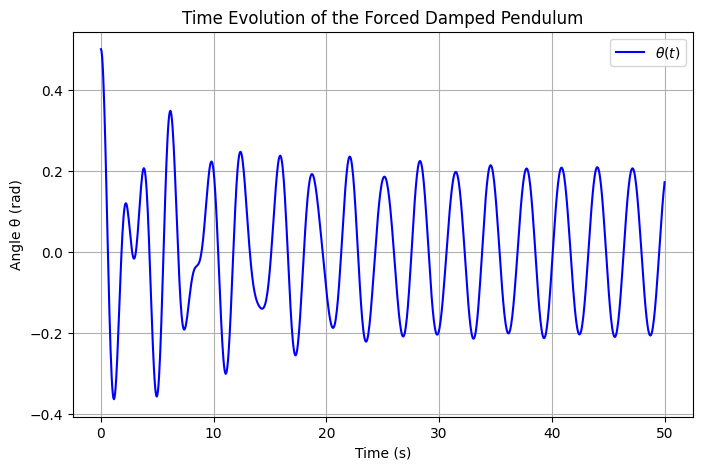 Time Evolution of the Forced Damped Pendulum
θ(t)
Angle θ (rad)
0.4
0.2
0.0
−0.2
−0.4
0 10 20 30 40 50
Time (s)